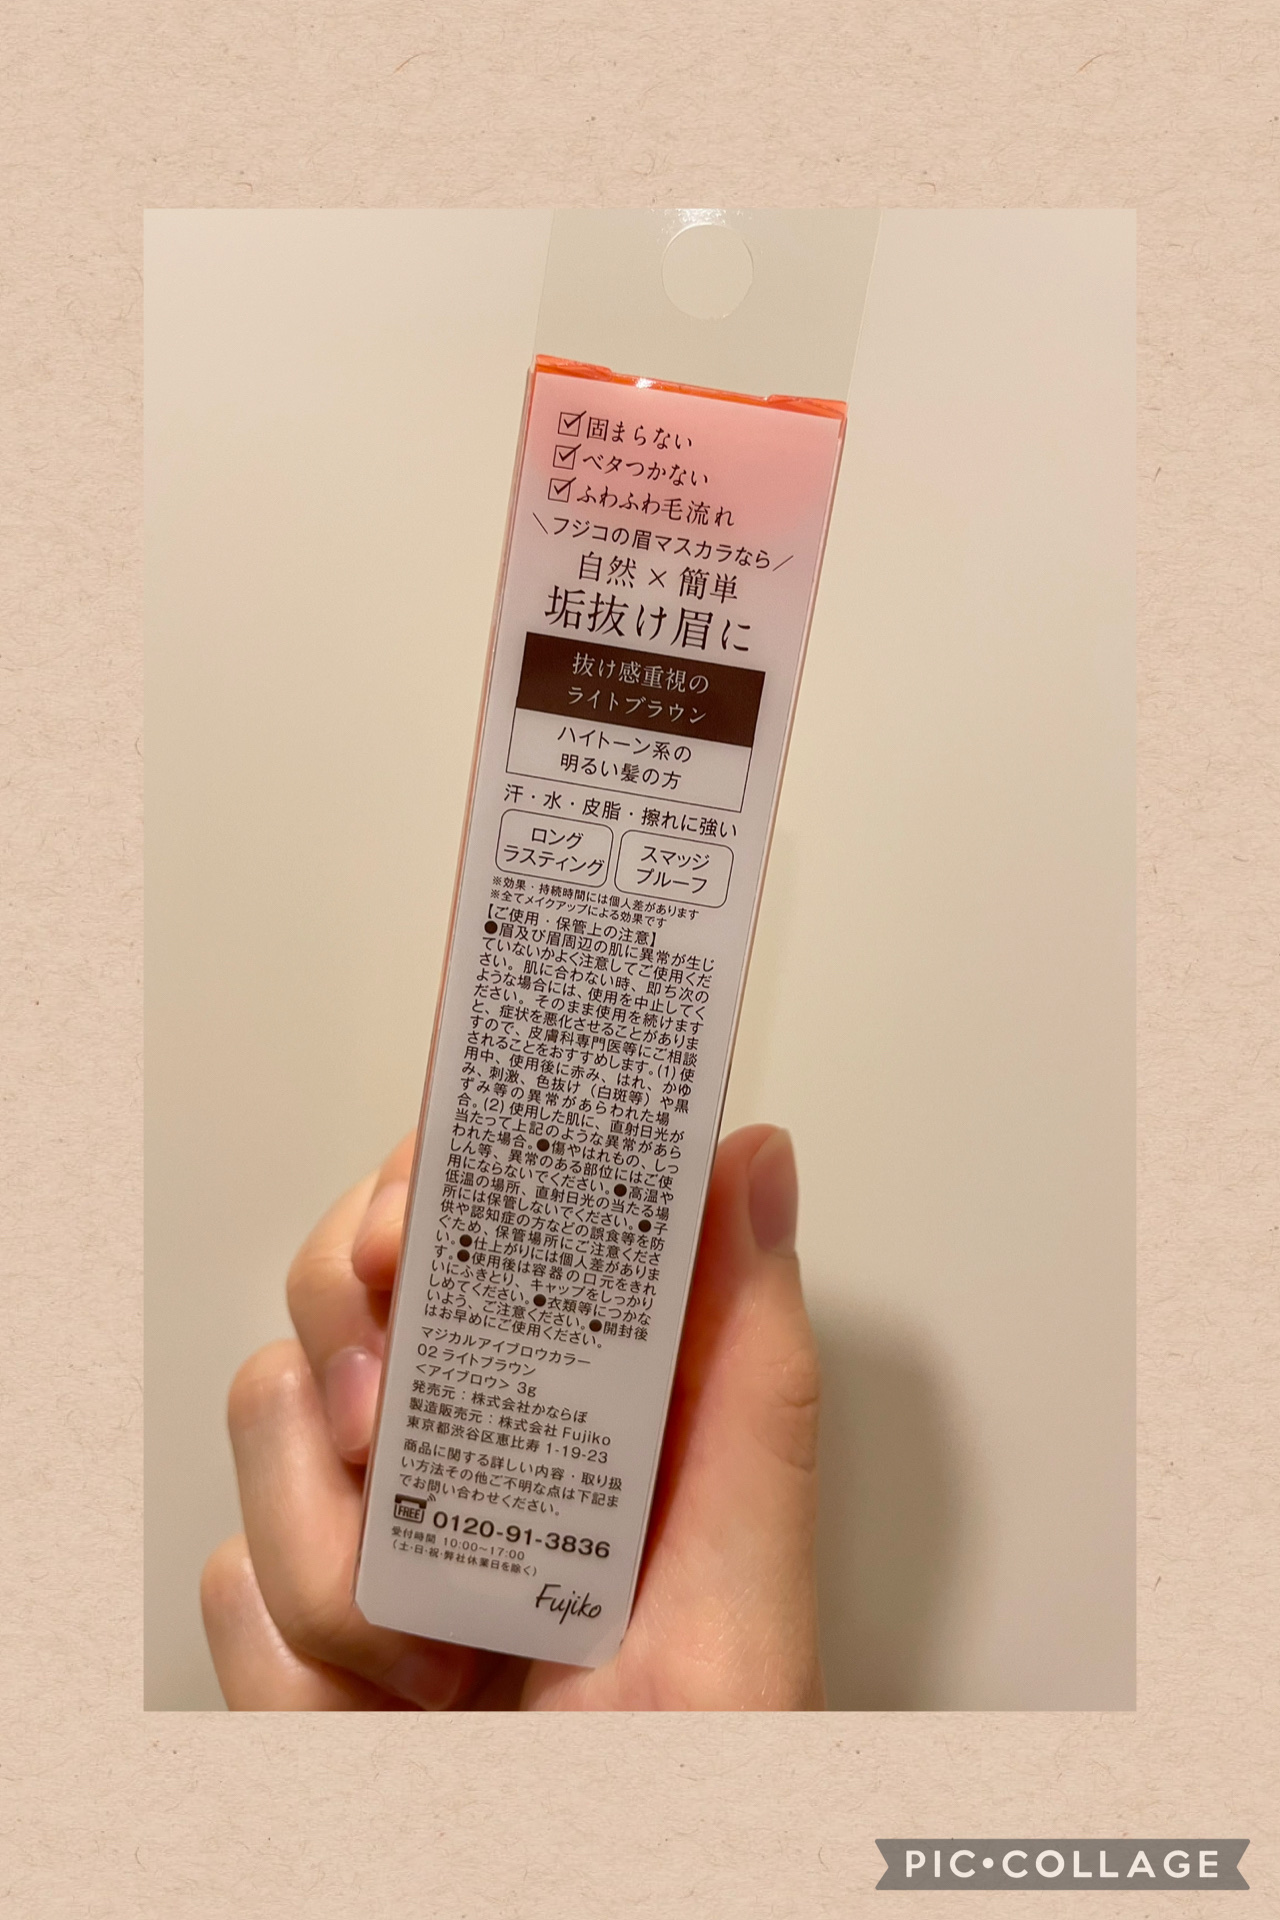 固まらない
ベタつかない
ふわふわ毛流れ
＼フジコの眉マスカラなら／
自然×簡単
垢抜け眉に
抜け感重視の
ライトブラウン
ハイトーン系の
明るい髪の方
汗・水・皮脂・擦れに強い
ロング
ラスティング
スマッジ
プルーフ
※効果・持続時間には個人差があります
※全てメイクアップによる効果です
【ご使用・保管上の注意】
●眉及び眉周辺の肌に異常が生じ
ていないかよく注意してご使用くだ
さい。肌に合わない時、即ち次の
ような場合には、使用を中止してく
ださい。そのまま使用を続けます
と、症状を悪化させることがありま
すので、皮膚科専門医等にご相談
されることをおすすめします。(1) 使
用中、使用後に赤み、はれ、かゆ
み、刺激、色抜け（白斑等）や黒
ずみ等の異常があらわれた場
合。(2) 使用した肌に、直射日光が
当たって上記のような異常があら
われた場合。●傷やはれもの、しっ
しん等、異常のある部位にはご使
用にならないでください。●高温や
低温の場所、直射日光の当たる場
所には保管しないでください。●子
供や認知症の方などの誤食等を防
ぐため、保管場所にご注意くださ
い。●仕上がりには個人差がありま
す。●使用後は容器の口元をきれ
いにふきとり、キャップをしっかり
しめてください。●衣類等につかな
いよう、ご注意ください。●開封後
はお早めにご使用ください。
マジカルアイブロウカラー
02 ライトブラウン
<アイブロウ> 3g
発売元：株式会社かならぼ
製造販売元：株式会社 Fujiko
東京都渋谷区恵比寿 1-19-23
商品に関する詳しい内容・取り扱
い方法その他ご不明な点は下記ま
でお問い合わせください。
FREE 0120-91-3836
受付時間 10:00~17:00
（土・日・祝・弊社休業日を除く）
Fujiko
PIC•COLLAGE